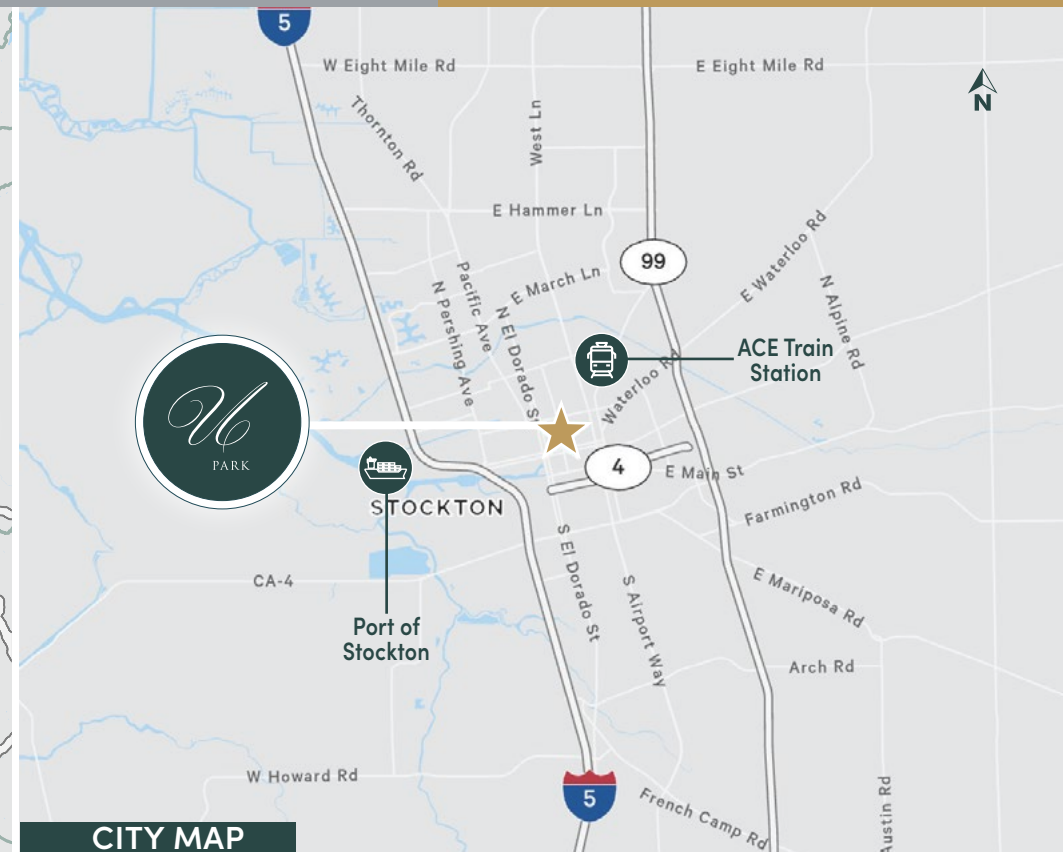 5
W Eight Mile Rd
E Eight Mile Rd
N
Thornton Rd
West Ln
E Hammer Ln
99
E Waterloo Rd
Pacific Ave
E March Ln
N Pershing Ave
N El Dorado St
N Alpine Rd
ACE Train
Station
Waterloo Rd
U
PARK
4
E Main St
STOCKTON
Farmington Rd
CA-4
S El Dorado St
S Airport Way
E Mariposa Rd
Port of
Stockton
Arch Rd
W Howard Rd
5
French Camp Rd
Austin Rd
CITY MAP